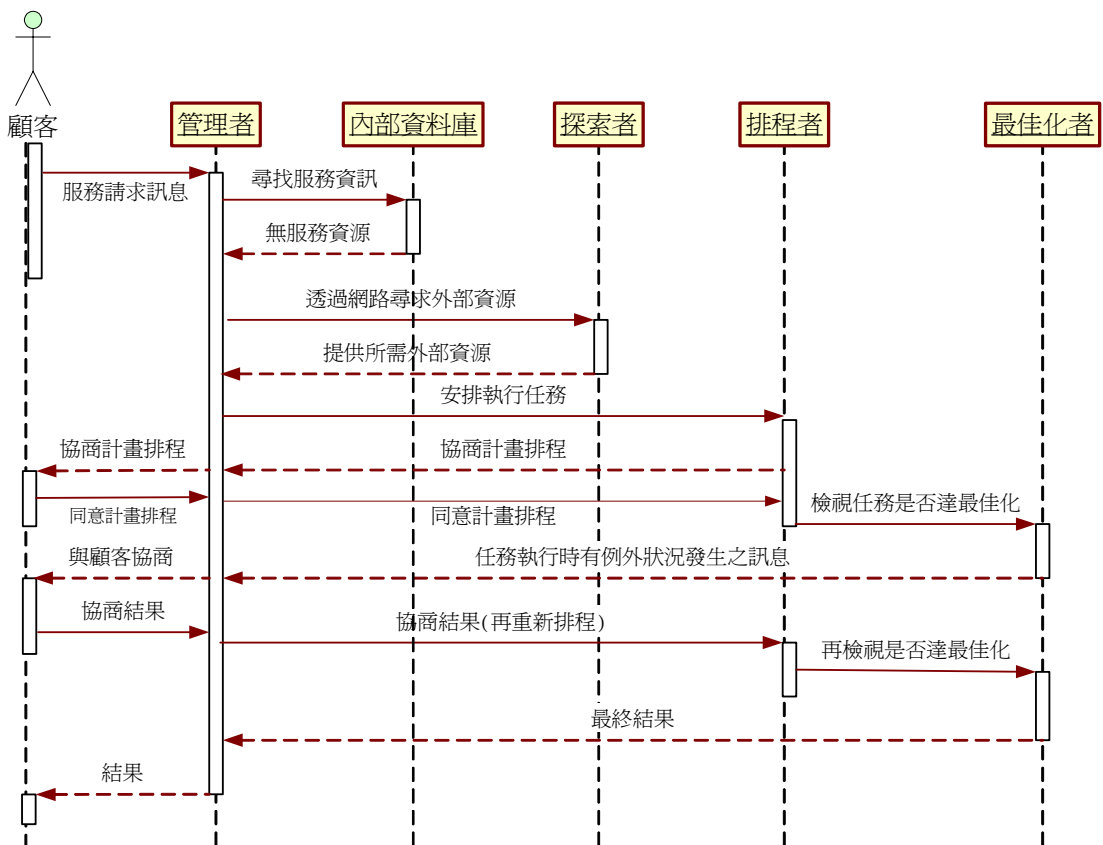 顧客
管理者
內部資料庫
探索者
排程者
最佳化者
服務請求訊息
尋找服務資訊
無服務資源
透過網路尋求外部資源
提供所需外部資源
安排執行任務
協商計畫排程
協商計畫排程
同意計畫排程
同意計畫排程
檢視任務是否達最佳化
與顧客協商
任務執行時有例外狀況發生之訊息
協商結果
協商結果(再重新排程)
再檢視是否達最佳化
最終結果
結果